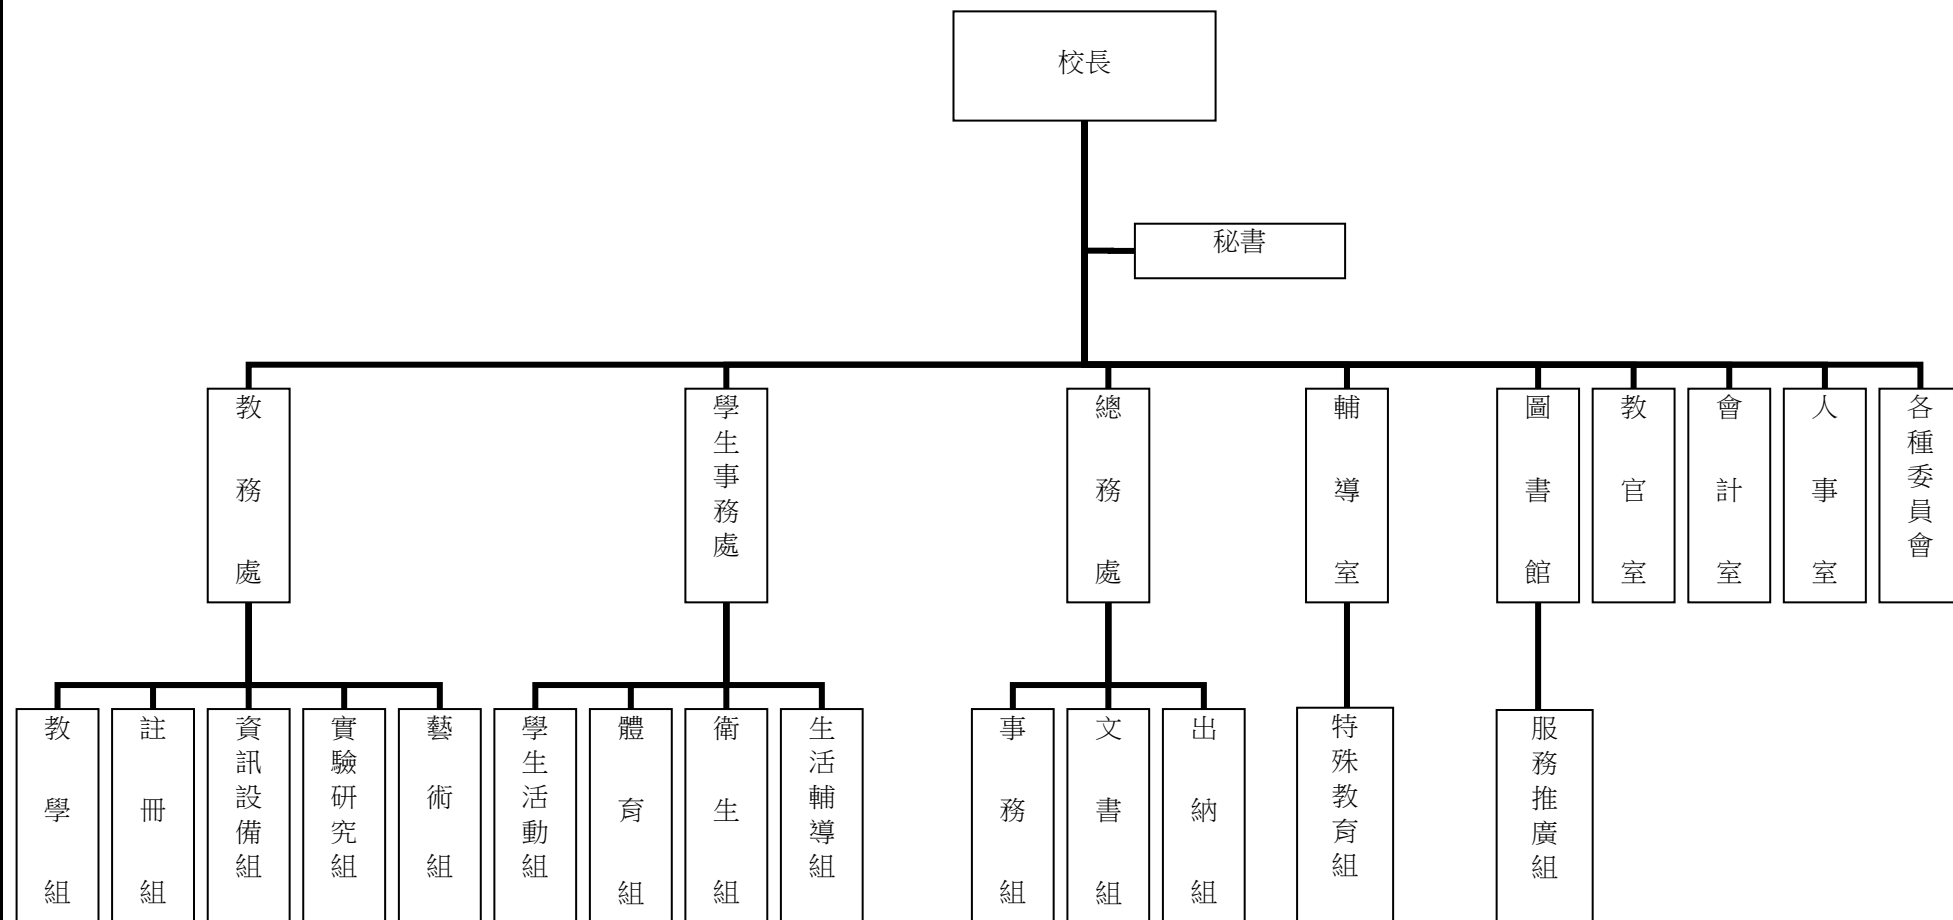 校長
秘書
教務處
學生事務處
總務處
輔導室
圖書館
教官室
會計室
人事室
各種委員會
教學組
註冊組
資訊設備組
實驗研究組
藝術組
學生活動組
體育組
衛生組
生活輔導組
事務組
文書組
出納組
特殊教育組
服務推廣組